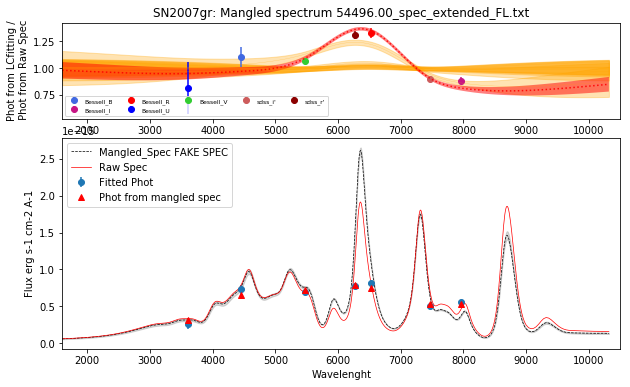 SN2007gr: Mangled spectrum 54496.00_spec_extended_FL.txt
Phot from LCfitting /
Phot from Raw Spec
1.25
1.00
0.75
Bessell_B
Bessell_R
Bessell_V
sdss_i'
sdss_r'
Bessell_I
Bessell_U
2000 3000 4000 5000 6000 7000 8000 9000 10000
Flux erg s-1 cm-2 A-1
2.5
2.0
1.5
1.0
0.5
0.0
Mangled_Spec FAKE SPEC
Raw Spec
Fitted Phot
Phot from mangled spec
2000 3000 4000 5000 6000 7000 8000 9000 10000
Wavelenght